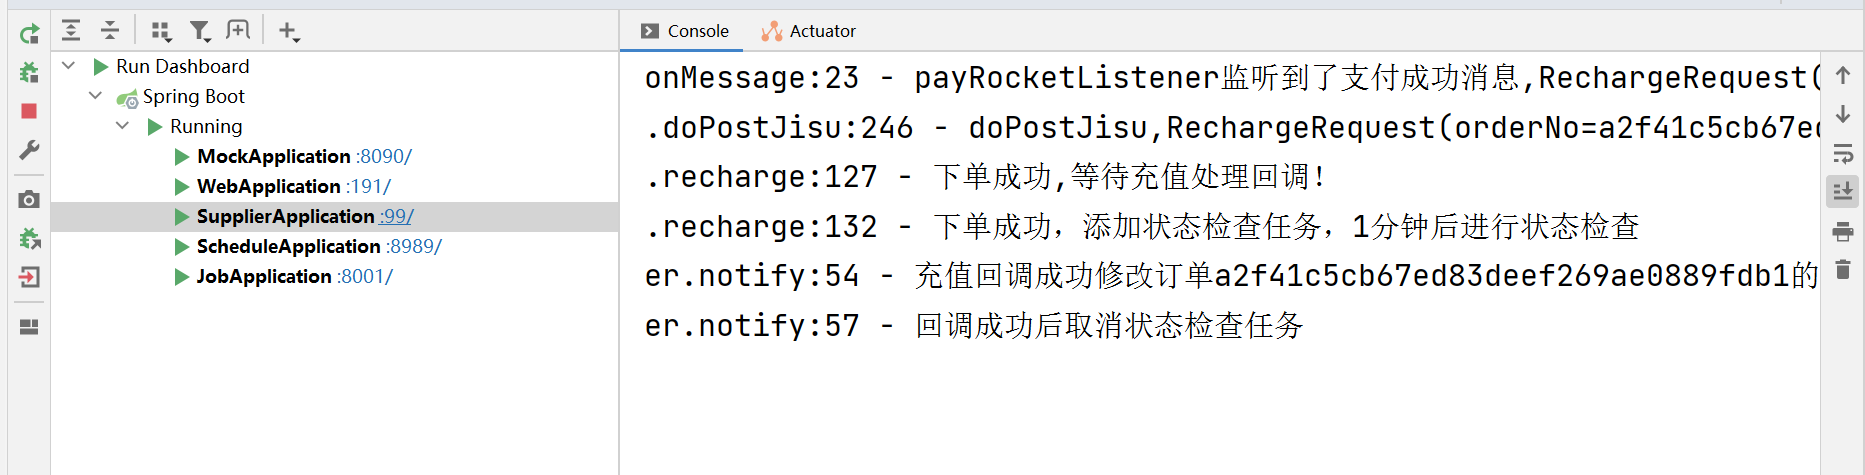 Console
Actuator
Run Dashboard
Spring Boot
Running
MockApplication :8090/
WebApplication :191/
SupplierApplication :99/
ScheduleApplication :8989/
JobApplication :8001/
onMessage:23 - payRocketListener监听到了支付成功消息,RechargeRequest(
.doPostJisu:246 - doPostJisu,RechargeRequest(orderNo=a2f41c5cb67ed
.recharge:127 - 下单成功,等待充值处理回调!
.recharge:132 - 下单成功，添加状态检查任务，1分钟后进行状态检查
er.notify:54 - 充值回调成功修改订单a2f41c5cb67ed83deef269ae0889fdb1的
er.notify:57 - 回调成功后取消状态检查任务